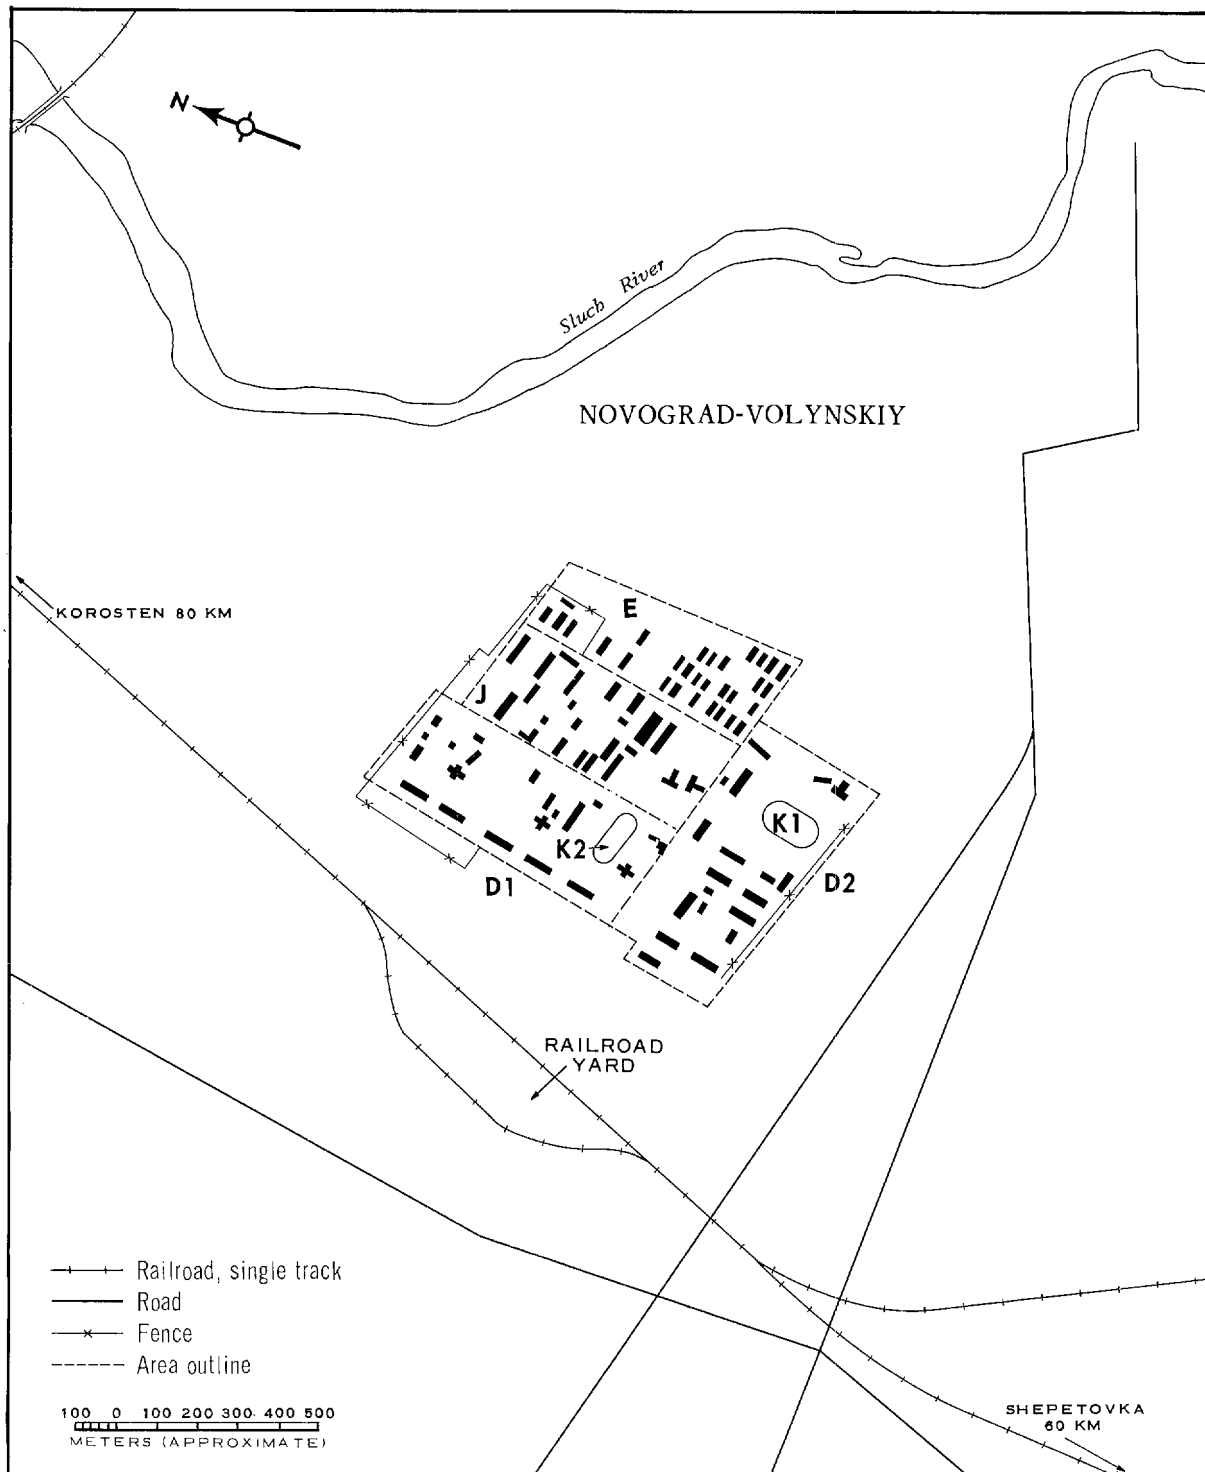 N
Sluch River
NOVOGRAD-VOLYNSKIY
KOROSTEN 80 KM
E
J
K1
K2
D1
D2
RAILROAD
YARD
Railroad, single track
Road
Fence
Area outline
100 0 100 200 300 400 500
METERS (APPROXIMATE)
SHEPETOVKA
60 KM